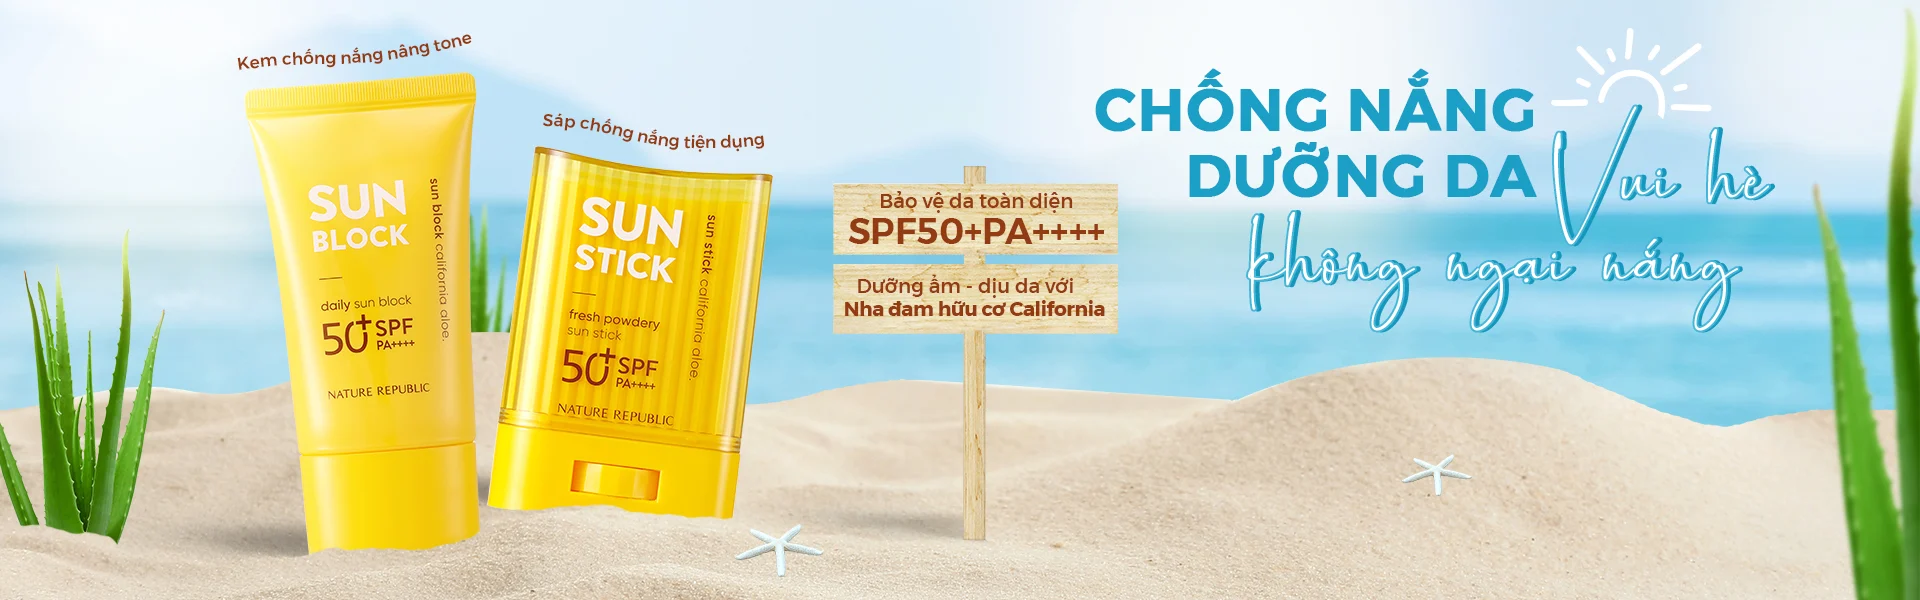 Kem chống nắng nâng tone
SUN
BLOCK
sun block california aloe.
daily sun block
50+ SPF
PA++++
NATURE REPUBLIC
Sáp chống nắng tiện dụng
SUN
STICK
sun stick california aloe.
fresh powdery
sun stick
50+ SPF
PA++++
NATURE REPUBLIC
Bảo vệ da toàn diện
SPF50+PA++++
Dưỡng ẩm - dịu da với
Nha đam hữu cơ California
CHỐNG NẮNG
DƯỠNG DA Vui hè
không ngại nắng